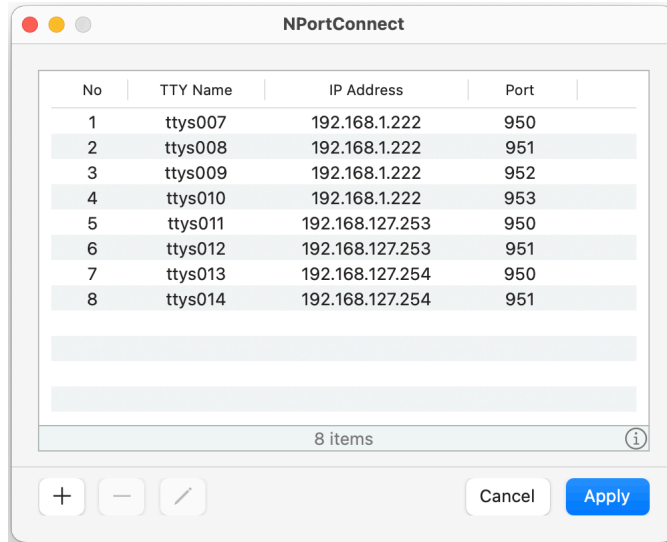 NPortConnect
No TTY Name IP Address Port
1 ttys007 192.168.1.222 950
2 ttys008 192.168.1.222 951
3 ttys009 192.168.1.222 952
4 ttys010 192.168.1.222 953
5 ttys011 192.168.127.253 950
6 ttys012 192.168.127.253 951
7 ttys013 192.168.127.254 950
8 ttys014 192.168.127.254 951
8 items
Cancel Apply